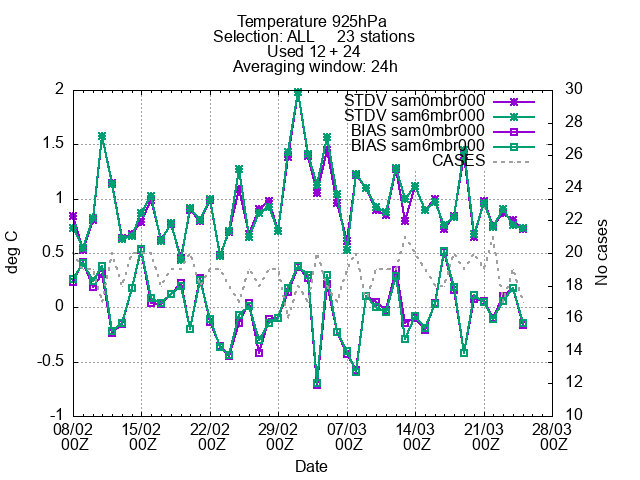 Temperature 925hPa
Selection: ALL 23 stations
Used 12 + 24
Averaging window: 24h
STDV sam0mbr000
STDV sam6mbr000
BIAS sam0mbr000
BIAS sam6mbr000
CASES
2
1.5
1
0.5
0
-0.5
-1
deg C
30
28
26
24
22
20
18
16
14
12
10
No cases
08/02 15/02 22/02 29/02 07/03 14/03 21/03 28/03
00Z 00Z 00Z 00Z 00Z 00Z 00Z 00Z
Date